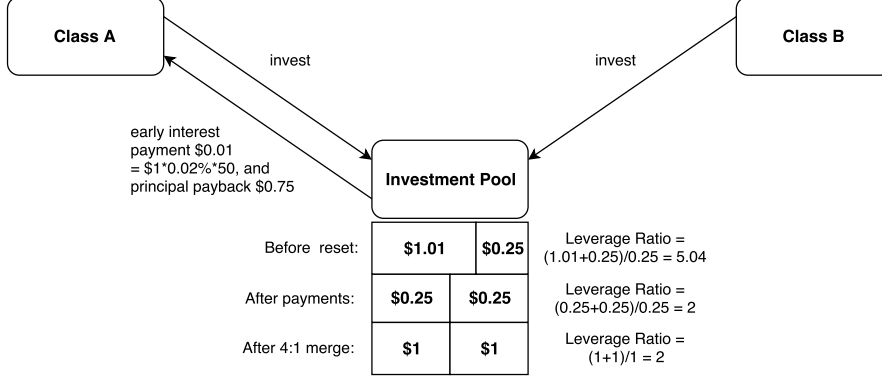 Class A
Class B
invest
invest
early interest
payment $0.01
= $1*0.02%*50, and
principal payback $0.75
Investment Pool
Before reset:
$1.01
$0.25
Leverage Ratio =
(1.01+0.25)/0.25 = 5.04
After payments:
$0.25
$0.25
Leverage Ratio =
(0.25+0.25)/0.25 = 2
After 4:1 merge:
$1
$1
Leverage Ratio =
(1+1)/1 = 2